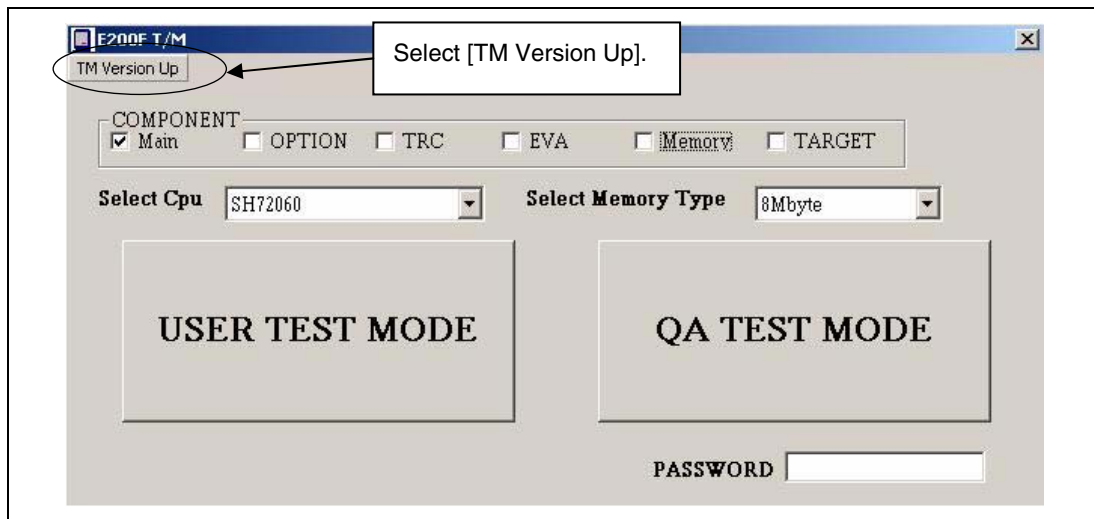 E200F T/M
Select [TM Version Up].
TM Version Up
COMPONENT
Main OPTION TRC EVA Memory TARGET
Select Cpu SH72060 Select Memory Type 8Mbyte
USER TEST MODE QA TEST MODE
PASSWORD